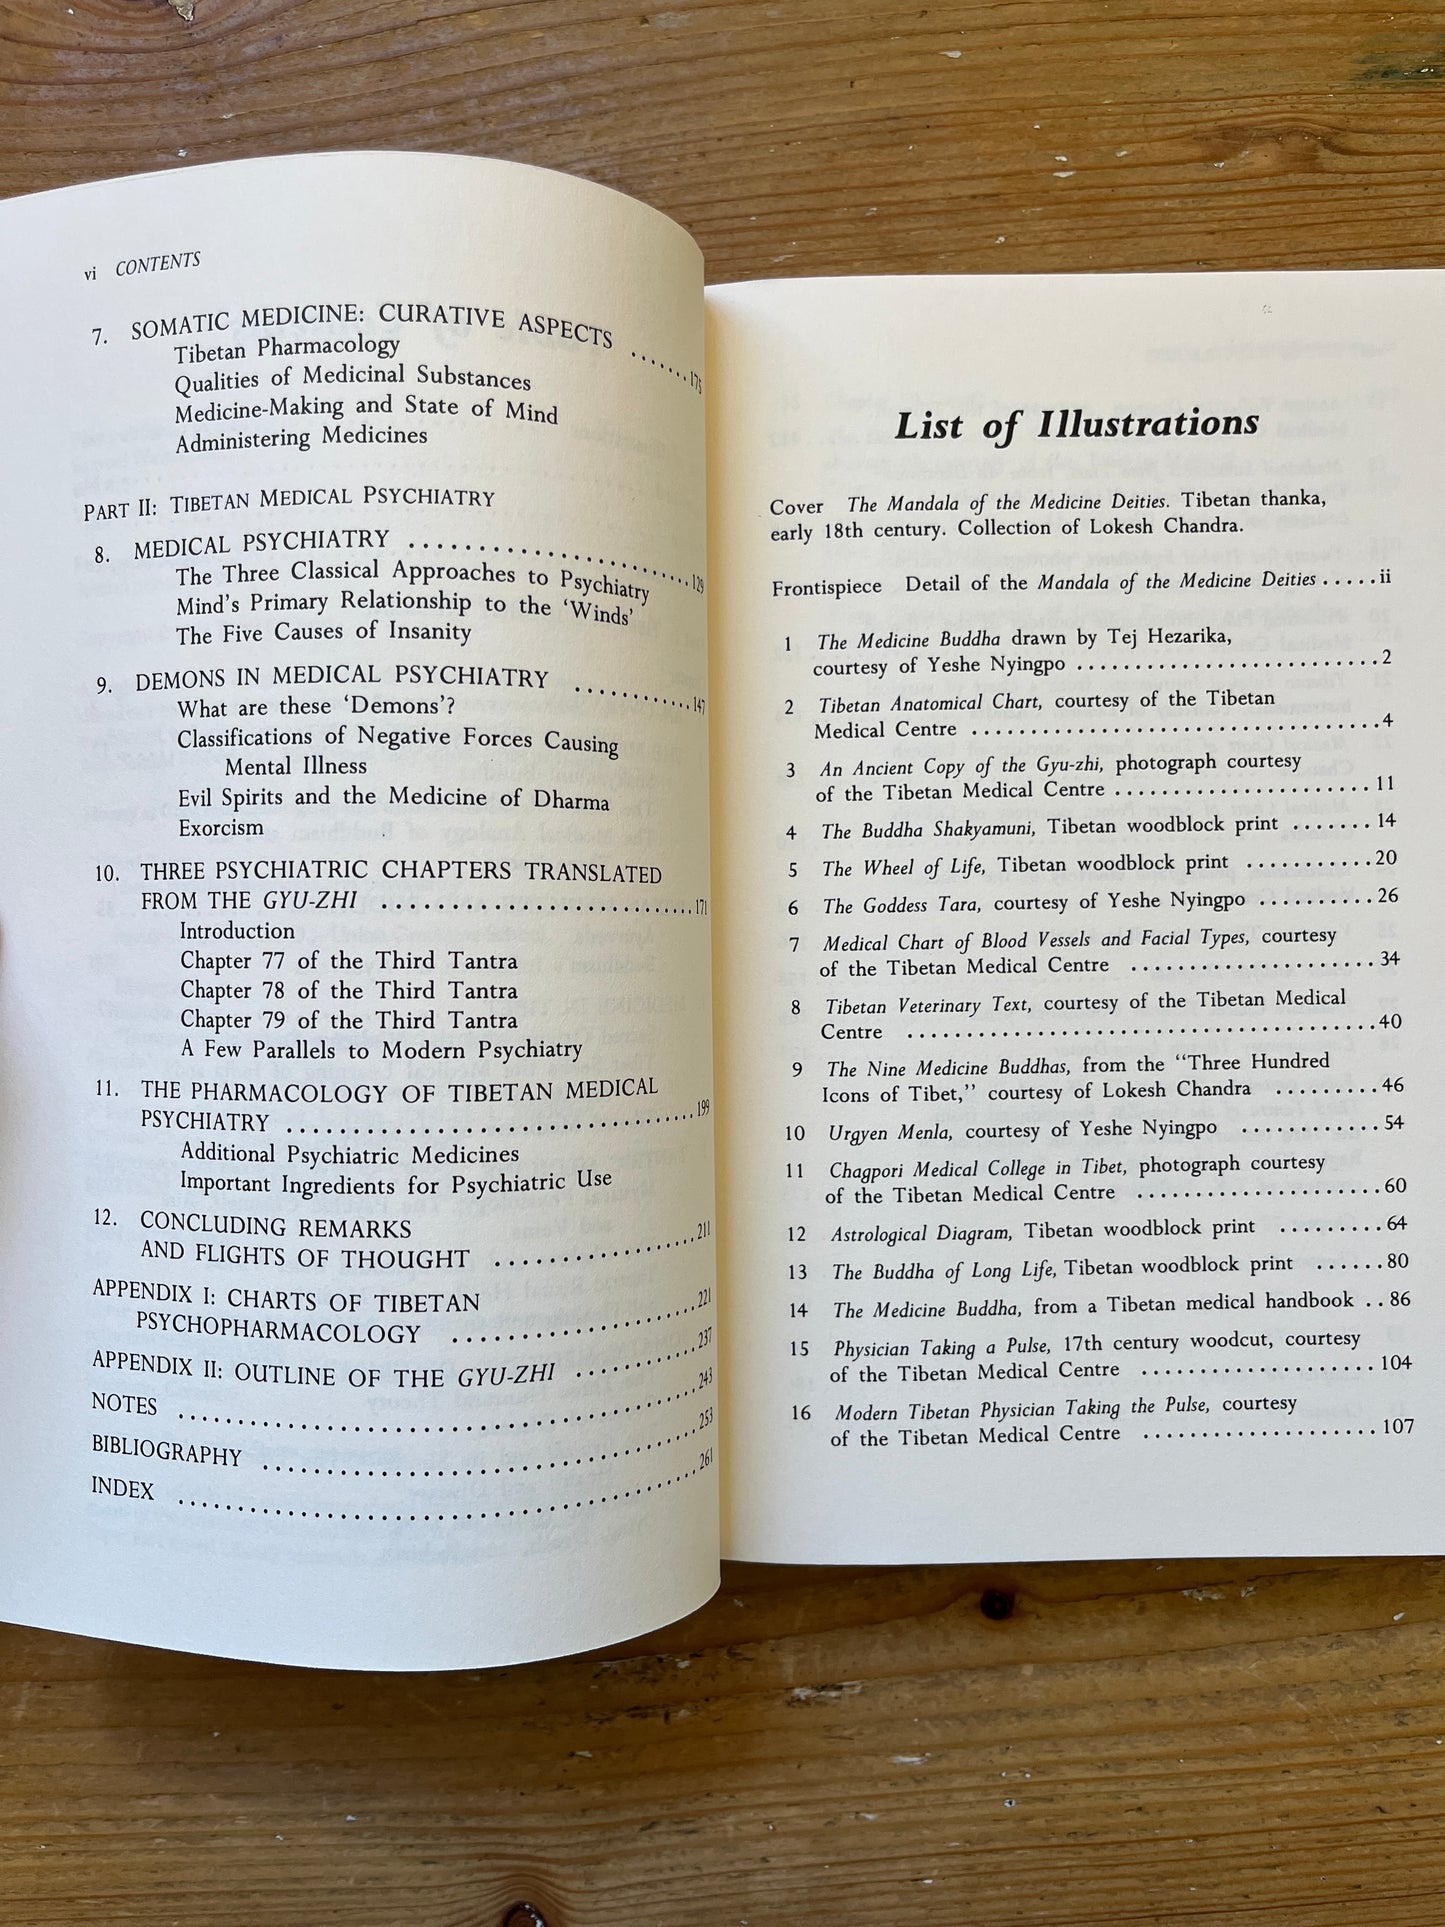 vi CONTENTS
7. SOMATIC MEDICINE: CURATIVE ASPECTS ....... 175
Tibetan Pharmacology
Qualities of Medicinal Substances
Medicine-Making and State of Mind
Administering Medicines
PART II: TIBETAN MEDICAL PSYCHIATRY
8. MEDICAL PSYCHIATRY .......................... 129
The Three Classical Approaches to Psychiatry
Mind's Primary Relationship to the 'Winds'
The Five Causes of Insanity
9. DEMONS IN MEDICAL PSYCHIATRY ............ 147
What are these 'Demons'?
Classifications of Negative Forces Causing
Mental Illness
Evil Spirits and the Medicine of Dharma
Exorcism
10. THREE PSYCHIATRIC CHAPTERS TRANSLATED
FROM THE GYU-ZHI .......................... 171
Introduction
Chapter 77 of the Third Tantra
Chapter 78 of the Third Tantra
Chapter 79 of the Third Tantra
A Few Parallels to Modern Psychiatry
11. THE PHARMACOLOGY OF TIBETAN MEDICAL
PSYCHIATRY ................................... 199
Additional Psychiatric Medicines
Important Ingredients for Psychiatric Use
12. CONCLUDING REMARKS
AND FLIGHTS OF THOUGHT .................. 211
APPENDIX I: CHARTS OF TIBETAN
PSYCHOPHARMACOLOGY ...................... 221
APPENDIX II: OUTLINE OF THE GYU-ZHI ............ 237
NOTES .............................................. 243
BIBLIOGRAPHY ..................................... 253
INDEX .............................................. 261
List of Illustrations
Cover The Mandala of the Medicine Deities. Tibetan thanka,
early 18th century. Collection of Lokesh Chandra.
Frontispiece Detail of the Mandala of the Medicine Deities .....ii
1 The Medicine Buddha drawn by Tej Hezarika,
courtesy of Yeshe Nyingpo ..........................2
2 Tibetan Anatomical Chart, courtesy of the Tibetan
Medical Centre ...................................4
3 An Ancient Copy of the Gyu-zhi, photograph courtesy
of the Tibetan Medical Centre ...................... 11
4 The Buddha Shakyamuni, Tibetan woodblock print ....... 14
5 The Wheel of Life, Tibetan woodblock print ...........20
6 The Goddess Tara, courtesy of Yeshe Nyingpo ..........26
7 Medical Chart of Blood Vessels and Facial Types, courtesy
of the Tibetan Medical Centre .....................34
8 Tibetan Veterinary Text, courtesy of the Tibetan Medical
Centre ........................................40
9 The Nine Medicine Buddhas, from the "Three Hundred
Icons of Tibet," courtesy of Lokesh Chandra .........46
10 Urgyen Menla, courtesy of Yeshe Nyingpo ............54
11 Chagpori Medical College in Tibet, photograph courtesy
of the Tibetan Medical Centre .....................60
12 Astrological Diagram, Tibetan woodblock print .........64
13 The Buddha of Long Life, Tibetan woodblock print ......80
14 The Medicine Buddha, from a Tibetan medical handbook ..86
15 Physician Taking a Pulse, 17th century woodcut, courtesy
of the Tibetan Medical Centre .................... 104
16 Modern Tibetan Physician Taking the Pulse, courtesy
of the Tibetan Medical Centre .................... 107